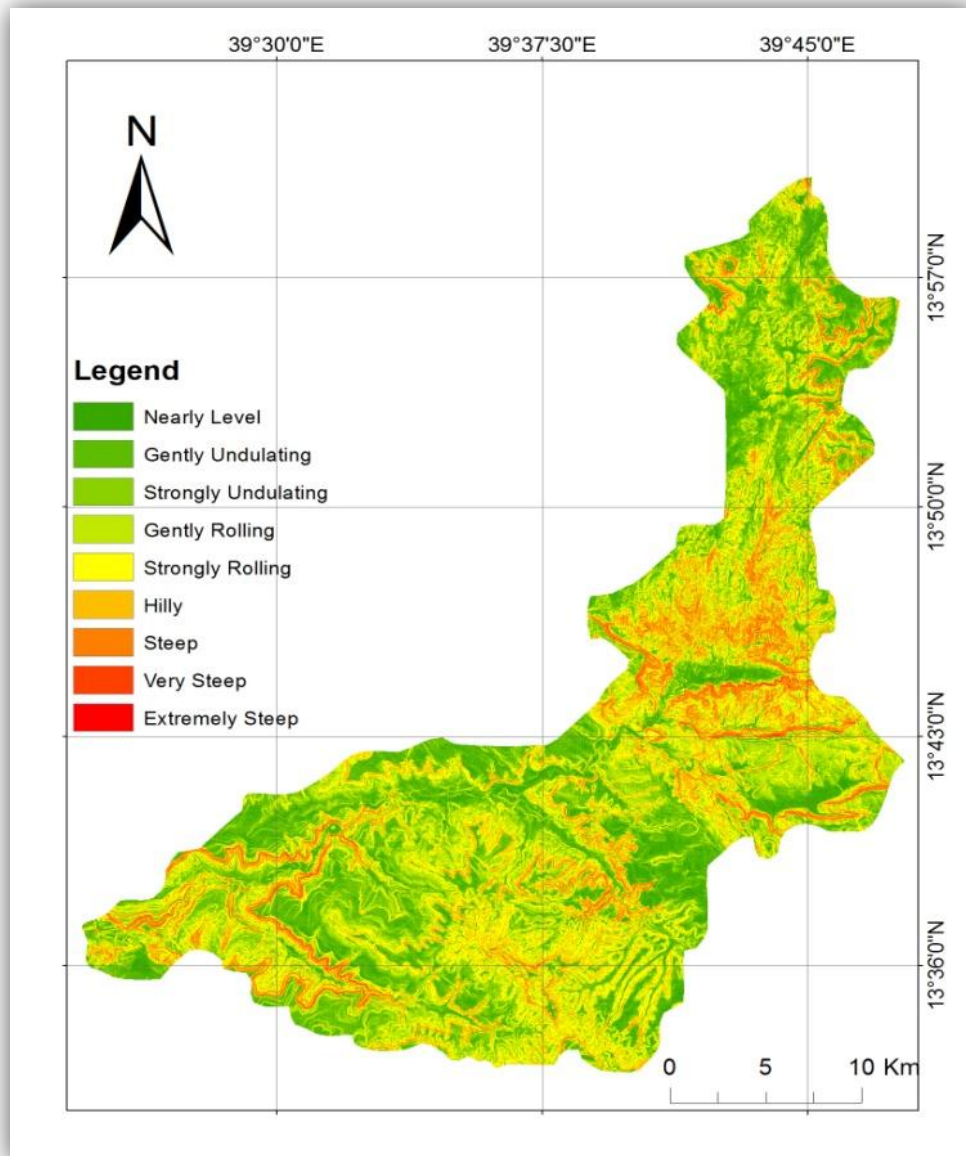 39°30'0"E 39°37'30"E 39°45'0"E
N
13°57'0"N
13°50'0"N
13°43'0"N
13°36'0"N
Legend
Nearly Level
Gently Undulating
Strongly Undulating
Gently Rolling
Strongly Rolling
Hilly
Steep
Very Steep
Extremely Steep
0 5 10 Km